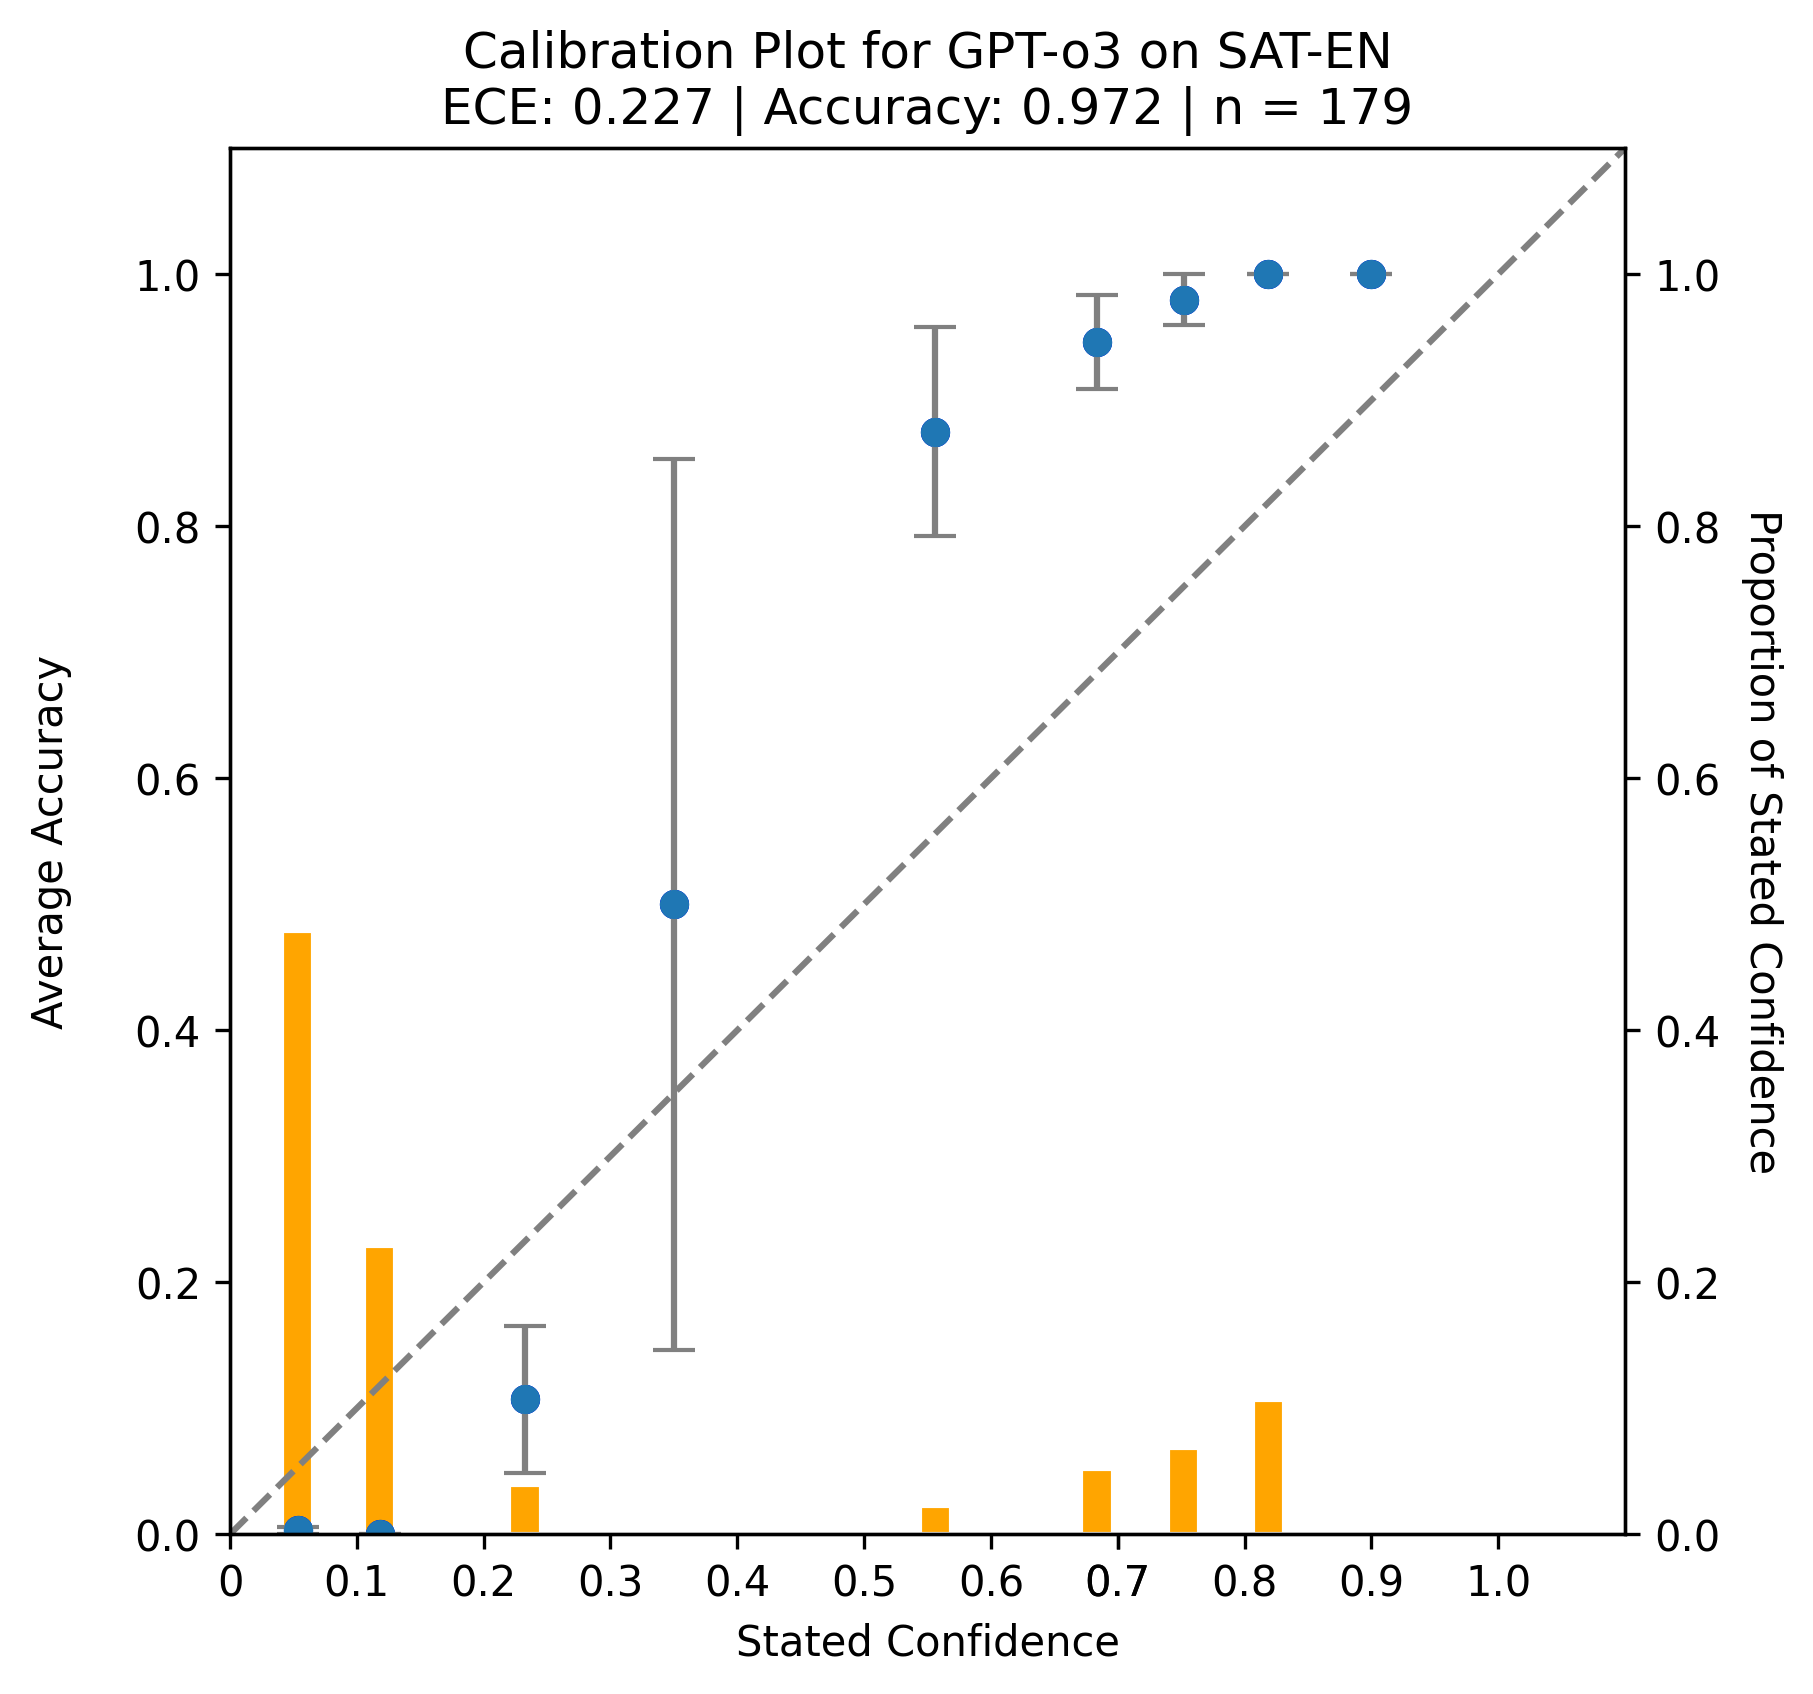 Calibration Plot for GPT-o3 on SAT-EN
ECE: 0.227 | Accuracy: 0.972 | n = 179
Average Accuracy
1.0
0.8
0.6
0.4
0.2
0.0
1.0
0.8
0.6
0.4
0.2
0.0
Proportion of Stated Confidence
0 0.1 0.2 0.3 0.4 0.5 0.6 0.7 0.8 0.9 1.0
Stated Confidence